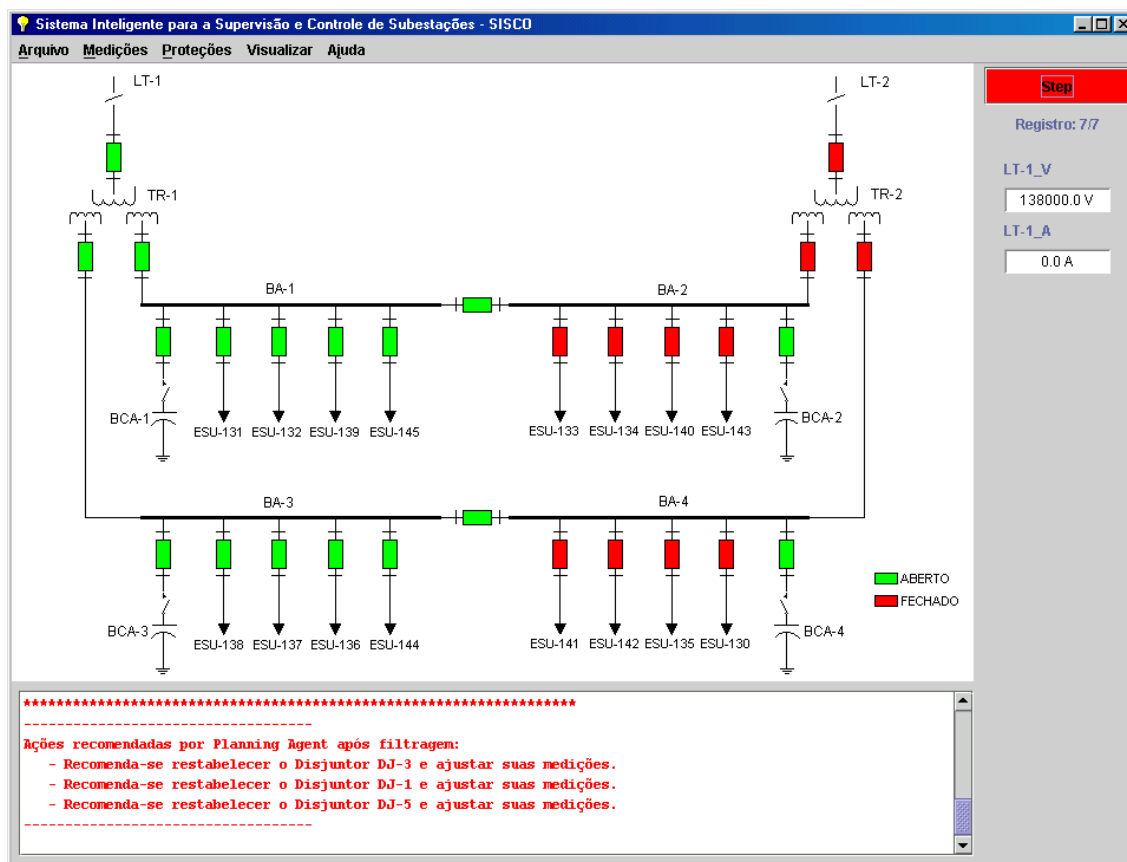 Sistema Inteligente para a Supervisão e Controle de Subestações - SISCO
Arquivo Medições Proteções Visualizar Ajuda
LT-1
LT-2
Step
Registro: 7/7
LT-1_V
138000.0 V
LT-1_A
0.0 A
TR-1
TR-2
BA-1
BA-2
BCA-1
ESU-131 ESU-132 ESU-139 ESU-145
ESU-133 ESU-134 ESU-140 ESU-143
BCA-2
BA-3
BA-4
ABERTO
FECHADO
BCA-3
ESU-138 ESU-137 ESU-136 ESU-144
ESU-141 ESU-142 ESU-135 ESU-130
BCA-4
*******************************************************************
-----------------------------------
Ações recomendadas por Planning Agent após filtragem:
- Recomenda-se restabelecer o Disjuntor DJ-3 e ajustar suas medições.
- Recomenda-se restabelecer o Disjuntor DJ-1 e ajustar suas medições.
- Recomenda-se restabelecer o Disjuntor DJ-5 e ajustar suas medições.
-----------------------------------